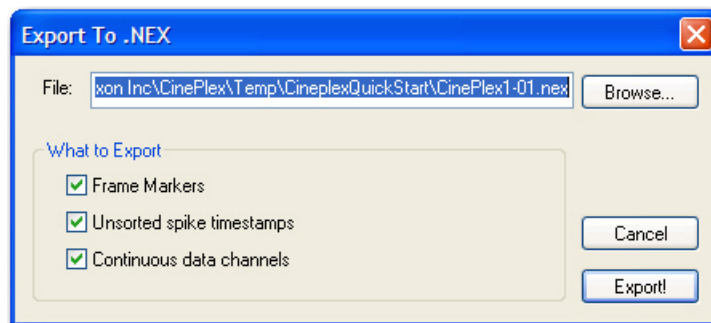 Export To .NEX
File: xon Inc\CinePlex\Temp\CineplexQuickStart\CinePlex1-01.nex Browse...
What to Export
Frame Markers
Unsorted spike timestamps
Continuous data channels
Cancel
Export!